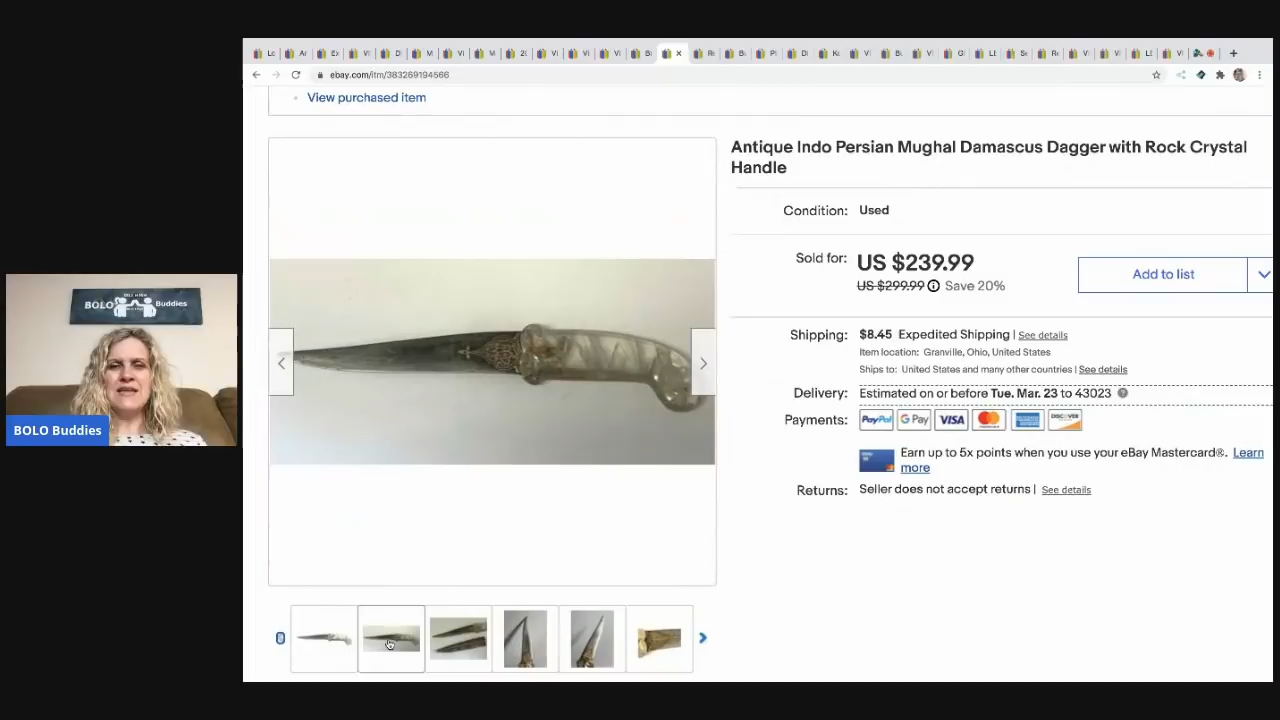 ebay.com/itm/383269194566
View purchased item
Antique Indo Persian Mughal Damascus Dagger with Rock Crystal
Handle
Condition: Used
Sold for: US $239.99
US $299.99 Save 20%
Add to list
Shipping: $8.45 Expedited Shipping | See details
Item location: Granville, Ohio, United States
Ships to: United States and many other countries | See details
Delivery: Estimated on or before Tue. Mar. 23 to 43023
Payments: PayPal G Pay VISA DISCOVER
Earn up to 5x points when you use your eBay Mastercard®. Learn
more
Returns: Seller does not accept returns | See details
BOLO Buddies
BOLO Buddies